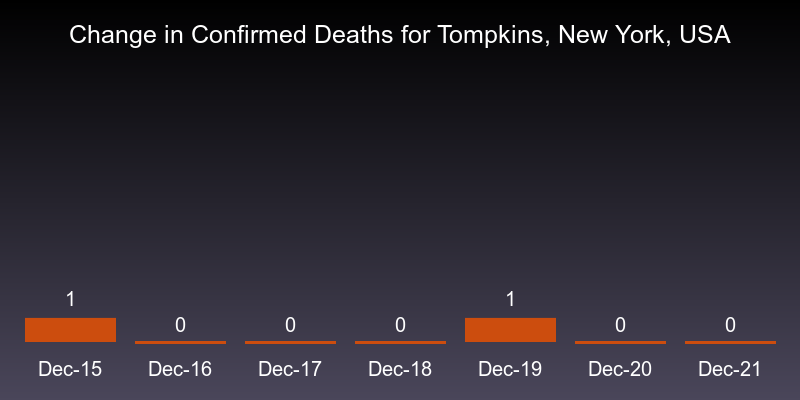 Change in Confirmed Deaths for Tompkins, New York, USA
1 0 0 0 1 0 0
Dec-15 Dec-16 Dec-17 Dec-18 Dec-19 Dec-20 Dec-21